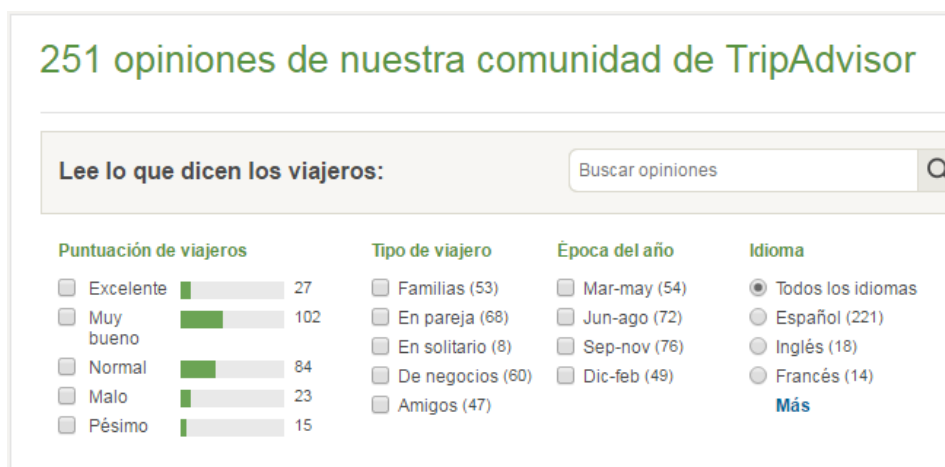 251 opiniones de nuestra comunidad de TripAdvisor
Lee lo que dicen los viajeros:
Buscar opiniones
Puntuación de viajeros
Excelente 27
Muy bueno 102
Normal 84
Malo 23
Pésimo 15
Tipo de viajero
Familias (53)
En pareja (68)
En solitario (8)
De negocios (60)
Amigos (47)
Época del año
Mar-may (54)
Jun-ago (72)
Sep-nov (76)
Dic-feb (49)
Idioma
Todos los idiomas
Español (221)
Inglés (18)
Francés (14)
Más